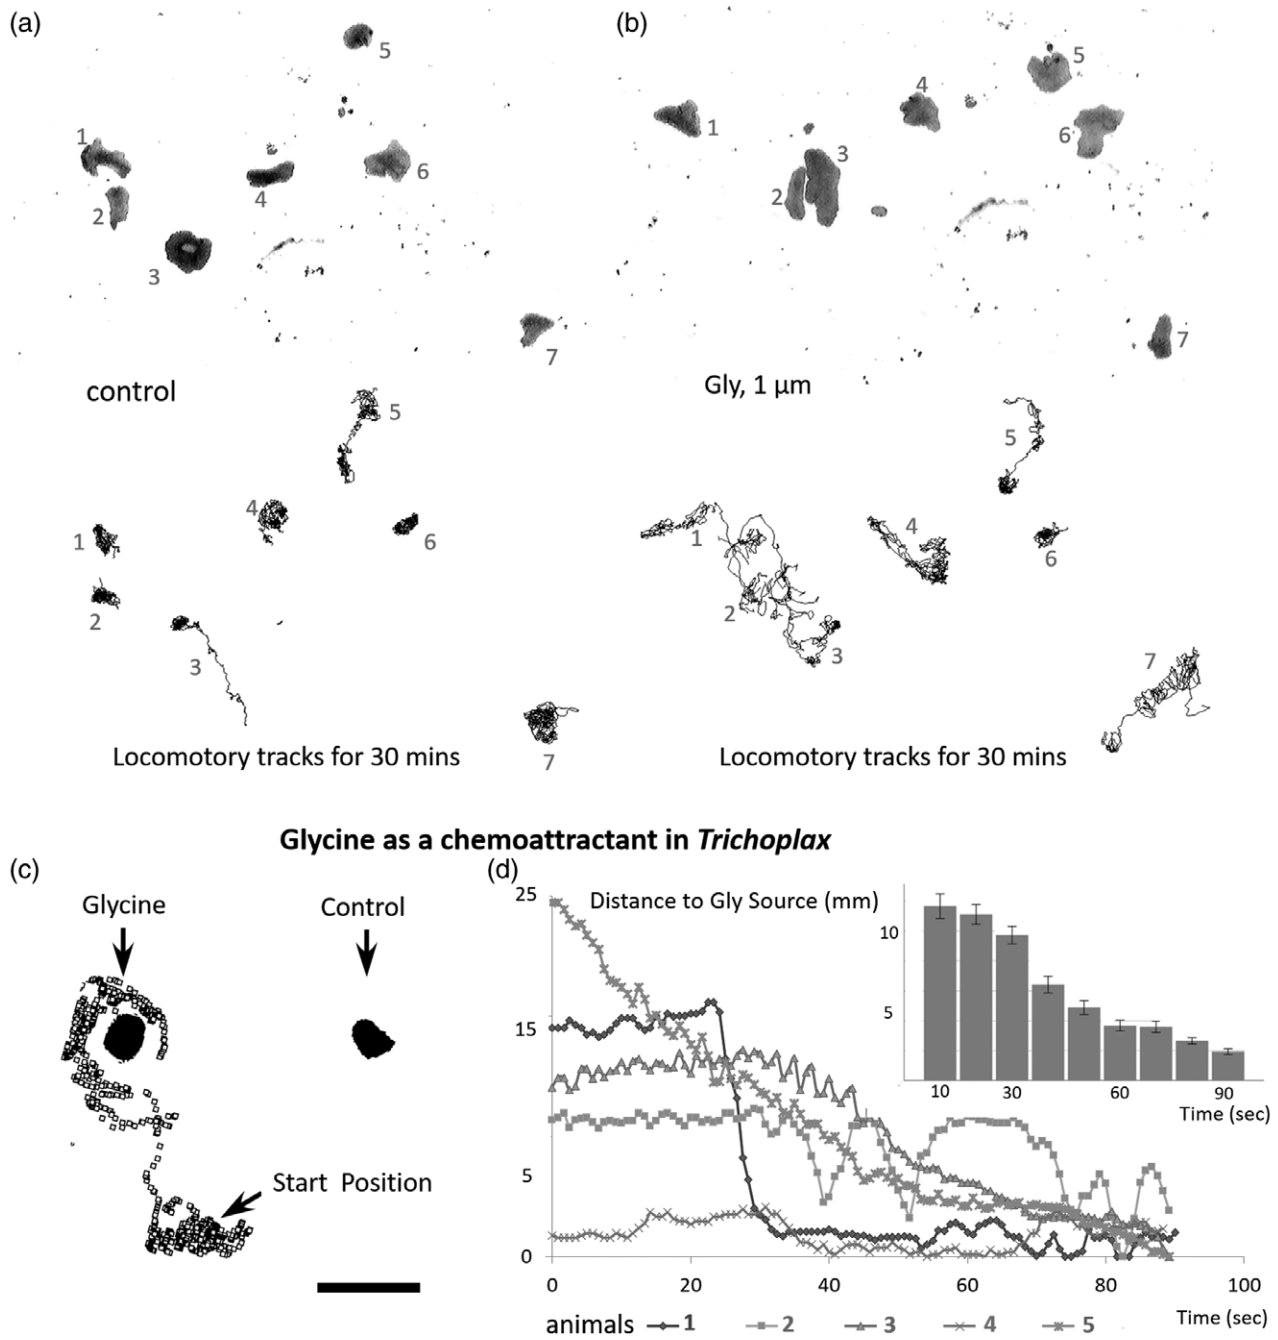 (a)
5
1
6
4
2
3
7
control
(b)
5
4
1
6
3
2
7
Gly, 1 µm
5
4
1
6
2
3
7
Locomotory tracks for 30 mins
5
4
1
6
2
3
7
Locomotory tracks for 30 mins
Glycine as a chemoattractant in Trichoplax
(c)
Glycine
Control
Start Position
(d)
25
15
5
0
Distance to Gly Source (mm)
10
5
10 30 60 90
Time (sec)
0 20 40 60 80 100
Time (sec)
animals 1 2 3 4 5